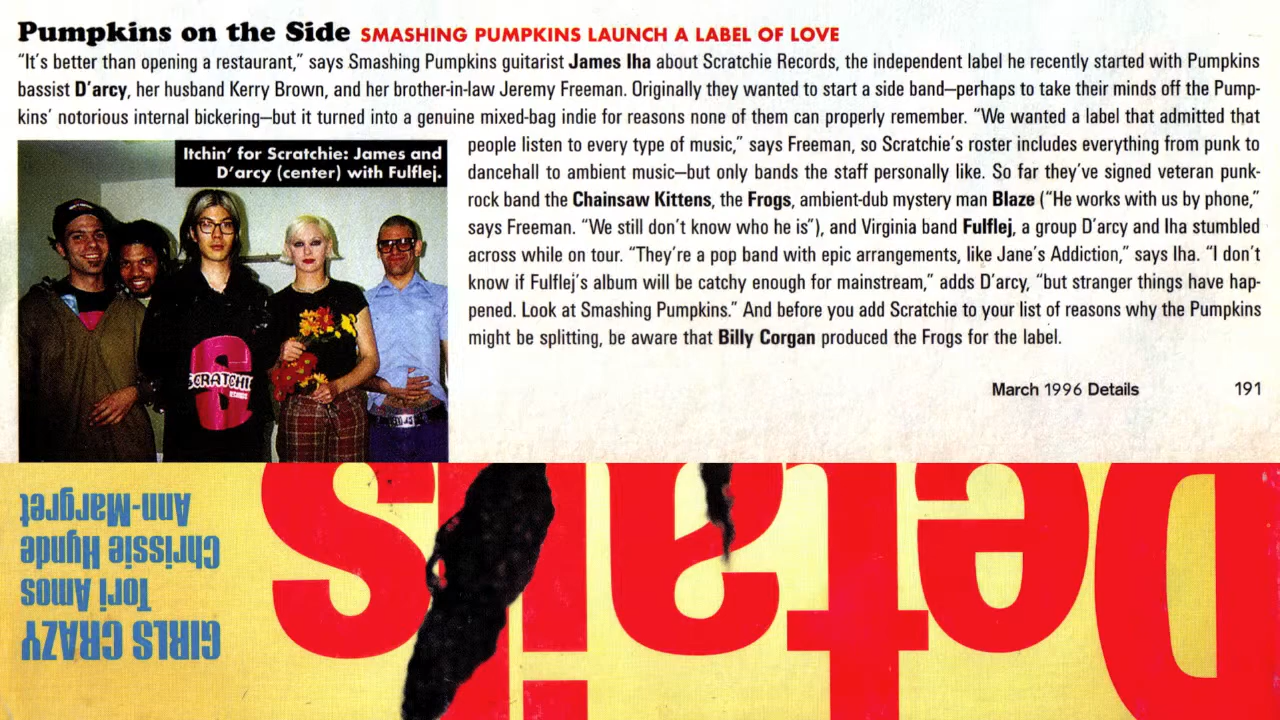 Pumpkins on the Side SMASHING PUMPKINS LAUNCH A LABEL OF LOVE
“It’s better than opening a restaurant,” says Smashing Pumpkins guitarist James Iha about Scratchie Records, the independent label he recently started with Pumpkins
bassist D’arcy, her husband Kerry Brown, and her brother-in-law Jeremy Freeman. Originally they wanted to start a side band—perhaps to take their minds off the Pump-
kins’ notorious internal bickering—but it turned into a genuine mixed-bag indie for reasons none of them can properly remember. “We wanted a label that admitted that
people listen to every type of music,” says Freeman, so Scratchie’s roster includes everything from punk to
dancehall to ambient music—but only bands the staff personally like. So far they’ve signed veteran punk-
rock band the Chainsaw Kittens, the Frogs, ambient-dub mystery man Blaze (“He works with us by phone,”
says Freeman. “We still don’t know who he is”), and Virginia band Fulflej, a group D’arcy and Iha stumbled
across while on tour. “They’re a pop band with epic arrangements, like Jane’s Addiction,” says Iha. “I don’t
know if Fulflej’s album will be catchy enough for mainstream,” adds D’arcy, “but stranger things have hap-
pened. Look at Smashing Pumpkins.” And before you add Scratchie to your list of reasons why the Pumpkins
might be splitting, be aware that Billy Corgan produced the Frogs for the label.
Itchin’ for Scratchie: James and
D’arcy (center) with Fulflej.
S
SCRATCHIE
RECORDS
March 1996 Details 191
Details
GIRLS CRAZY
Tori Amos
Chrissie Hynde
Ann-Margret